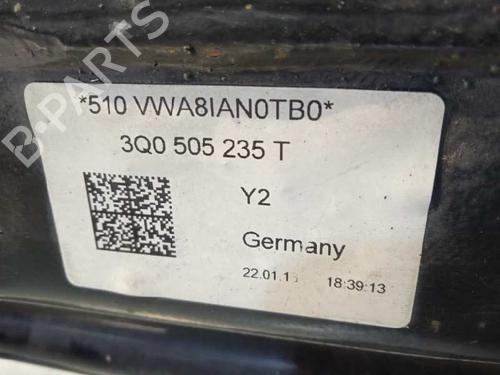 B-PARTS
*510 VWA8IAN0TB0*
3Q0 505 235 T
Y2
Germany
18:39:13